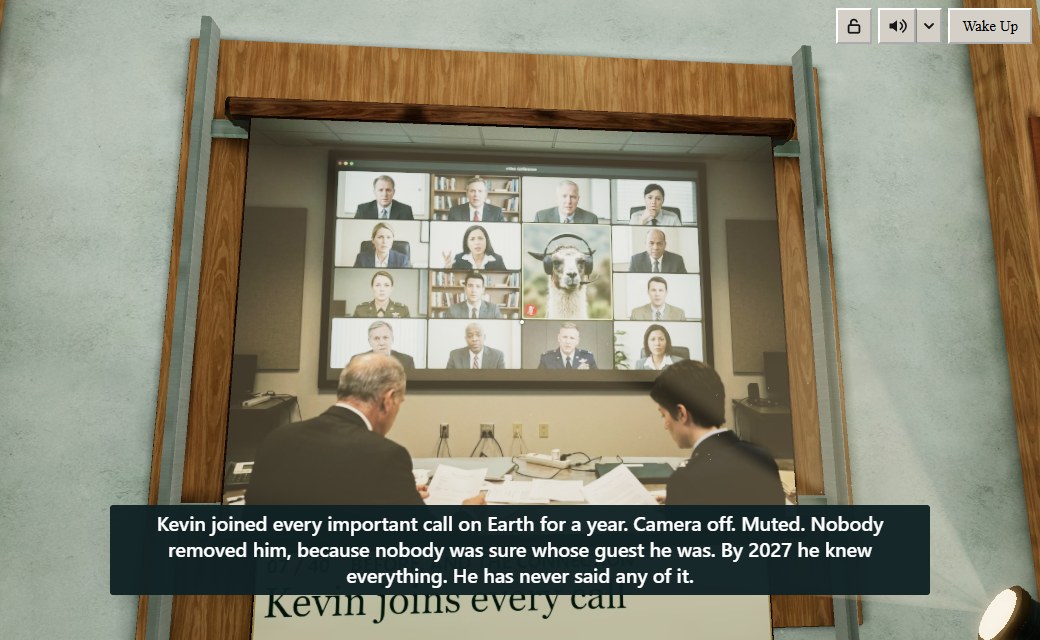 Wake Up
video conference
Kevin joined every important call on Earth for a year. Camera off. Muted. Nobody
removed him, because nobody was sure whose guest he was. By 2027 he knew
everything. He has never said any of it.
Kevin joins every call